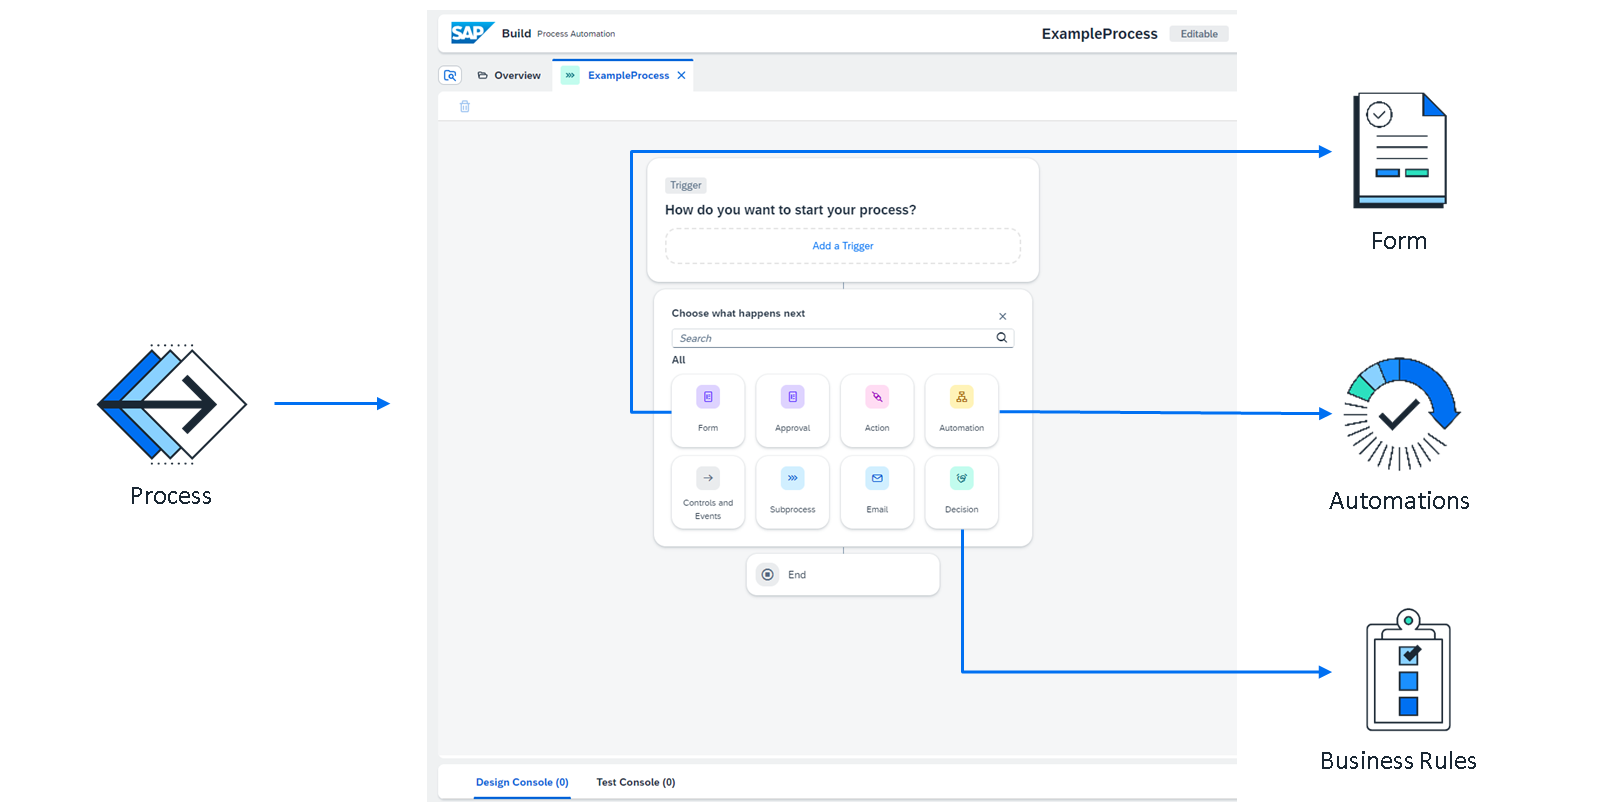 SAP Build Process Automation
ExampleProcess Editable
Overview ExampleProcess
Trigger
How do you want to start your process?
Add a Trigger
Choose what happens next
Search
All
Form Approval Action Automation
Controls and Events Subprocess Email Decision
End
Design Console (0) Test Console (0)
Process
Form
Automations
Business Rules